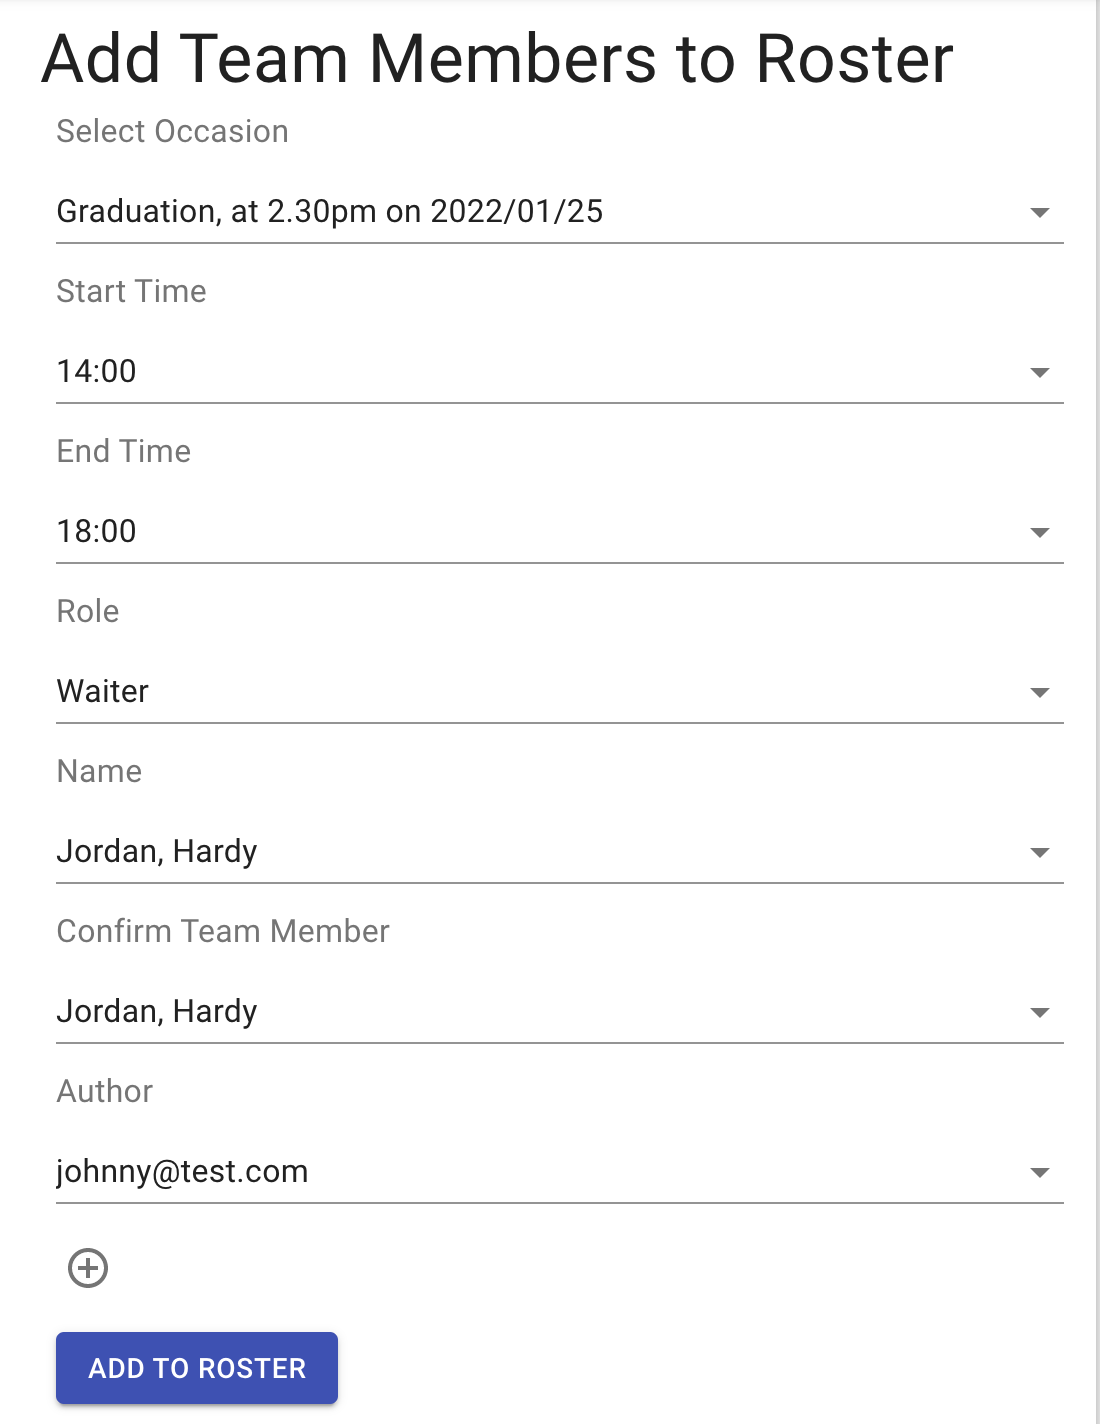 Add Team Members to Roster
Select Occasion
Graduation, at 2.30pm on 2022/01/25
Start Time
14:00
End Time
18:00
Role
Waiter
Name
Jordan, Hardy
Confirm Team Member
Jordan, Hardy
Author
johnny@test.com
ADD TO ROSTER